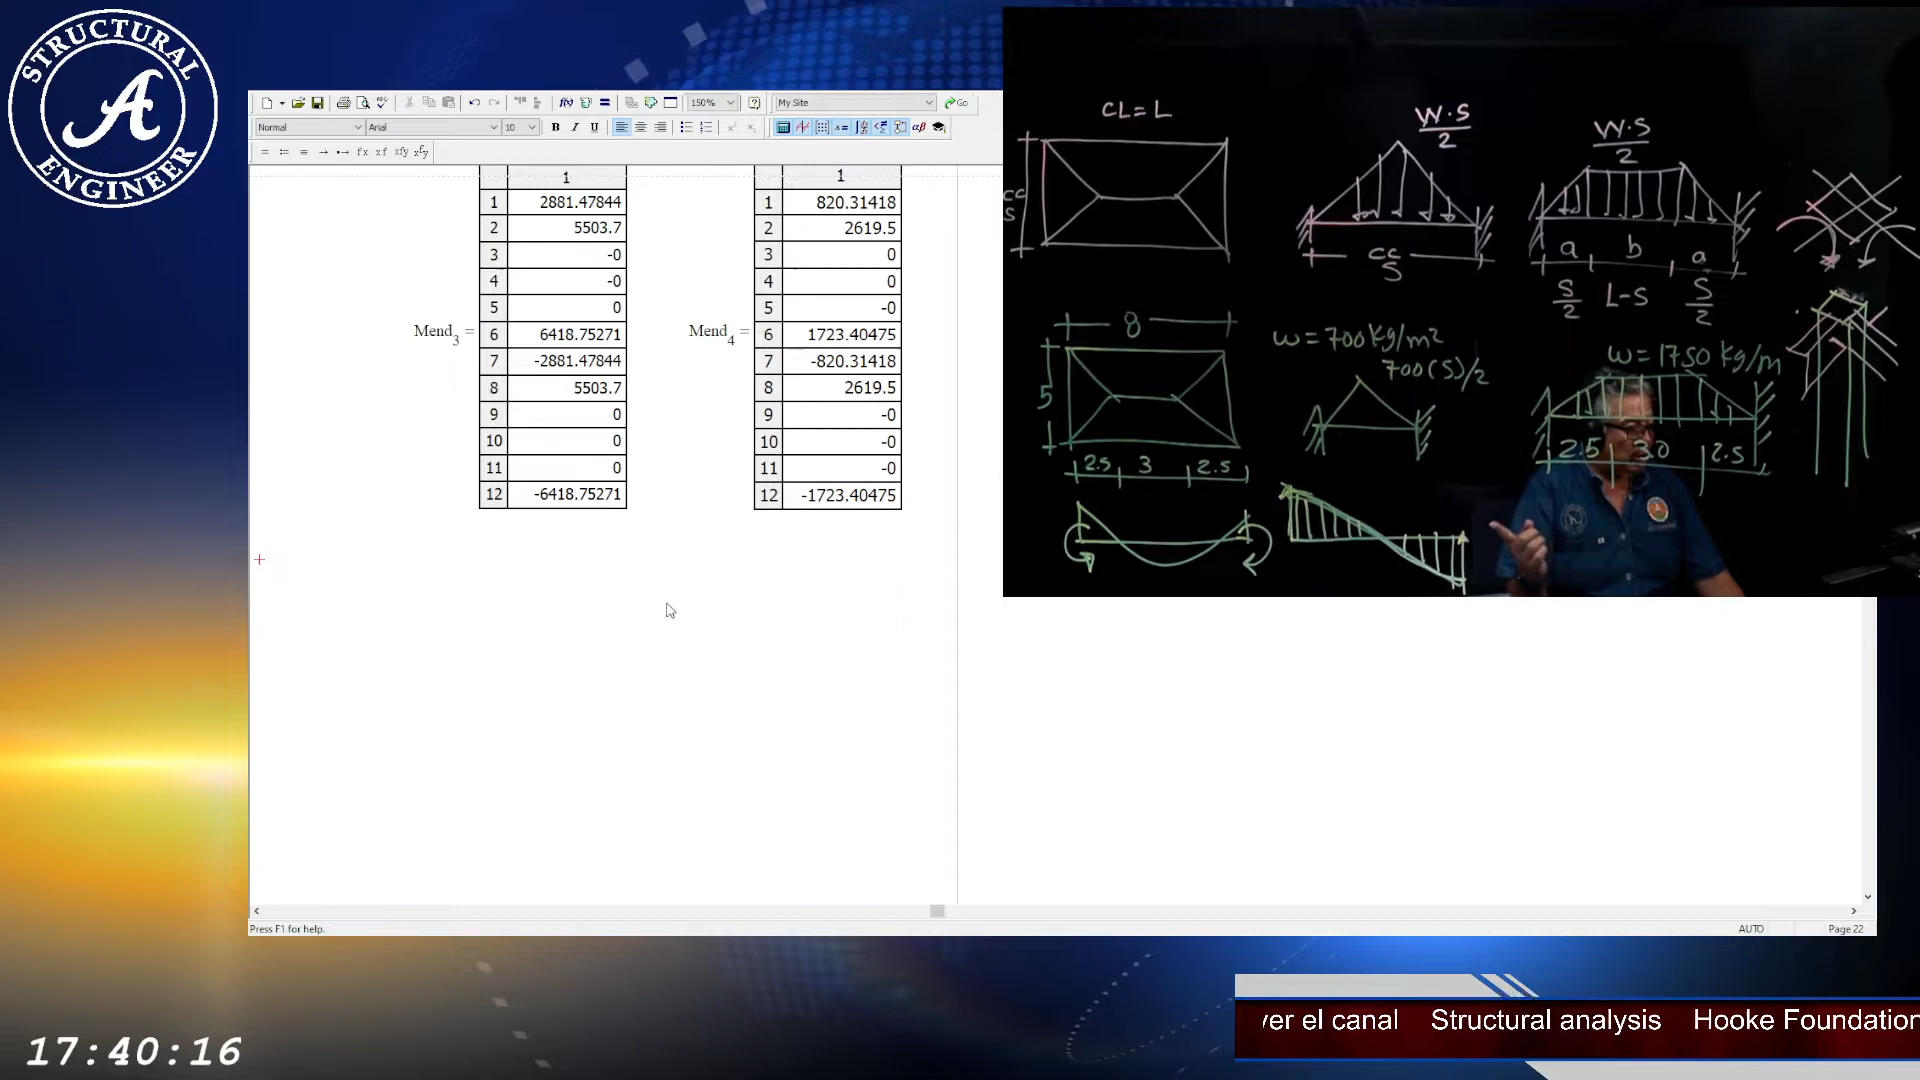 STRUCTURAL
A
ENGINEER
150%
My Site
Go
Normal
Arial
10
B I U
1
1 2881.47844
2 5503.7
3 -0
4 -0
5 0
Mend3 = 6 6418.75271
7 -2881.47844
8 5503.7
9 0
10 0
11 0
12 -6418.75271
1
1 820.31418
2 2619.5
3 0
4 0
5 -0
Mend4 = 6 1723.40475
7 -820.31418
8 2619.5
9 -0
10 -0
11 -0
12 -1723.40475
CL = L
CC
S
W·S
2
CC
S
W·S
2
a b a
S/2 L-S S/2
8
5
2.5 3 2.5
w = 700 kg/m2
700(5)/2
w = 1750 kg/m
2.5 3.0 2.5
Press F1 for help.
AUTO
Page 22
ver el canal Structural analysis Hooke Foundation
17:40:16